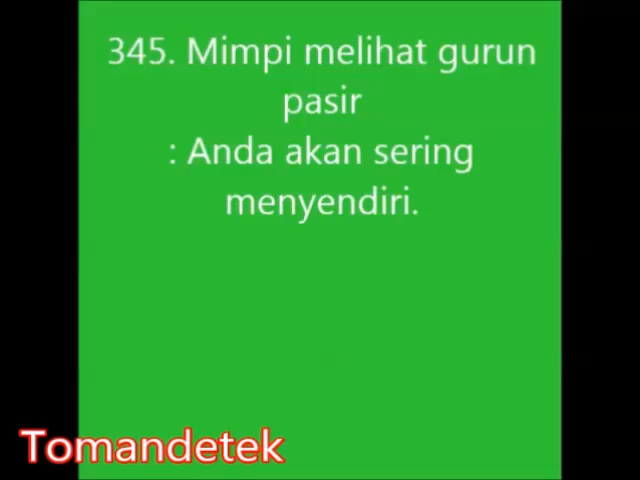 345. Mimpi melihat gurun
pasir
: Anda akan sering
menyendiri.
Tomandetek